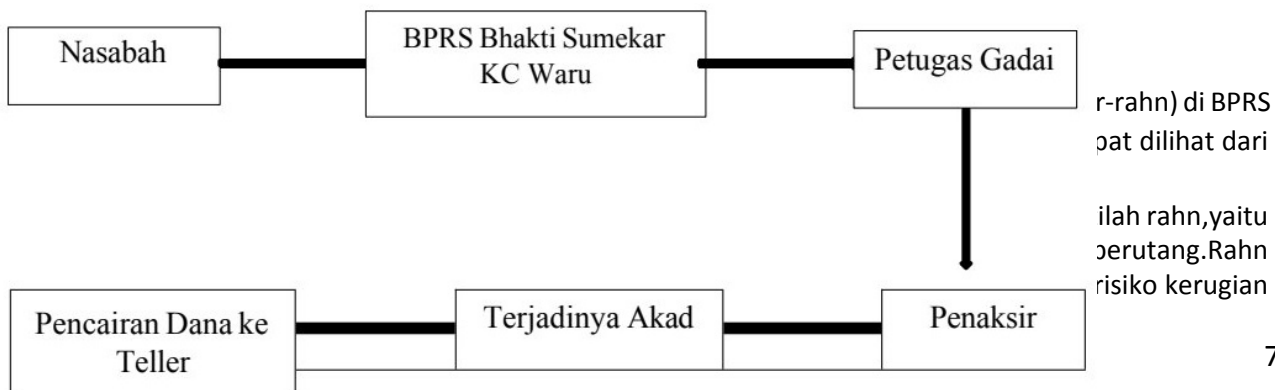 Nasabah
BPRS Bhakti Sumekar
KC Waru
Petugas Gadai
r-rahn) di BPRS
pat dilihat dari
ilah rahn,yaitu
berutang.Rahn
risiko kerugian
Pencairan Dana ke
Teller
Terjadinya Akad
Penaksir
7